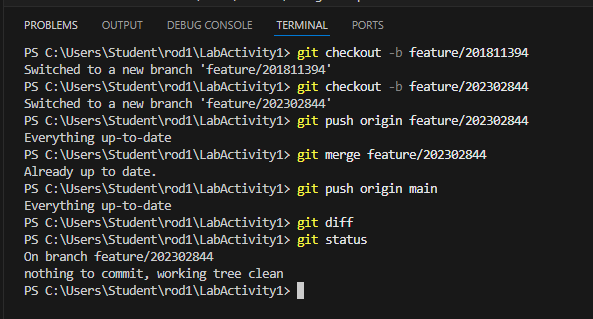 PROBLEMS OUTPUT DEBUG CONSOLE TERMINAL PORTS
PS C:\Users\Student\rod1\LabActivity1> git checkout -b feature/201811394
Switched to a new branch 'feature/201811394'
PS C:\Users\Student\rod1\LabActivity1> git checkout -b feature/202302844
Switched to a new branch 'feature/202302844'
PS C:\Users\Student\rod1\LabActivity1> git push origin feature/202302844
Everything up-to-date
PS C:\Users\Student\rod1\LabActivity1> git merge feature/202302844
Already up to date.
PS C:\Users\Student\rod1\LabActivity1> git push origin main
Everything up-to-date
PS C:\Users\Student\rod1\LabActivity1> git diff
PS C:\Users\Student\rod1\LabActivity1> git status
On branch feature/202302844
nothing to commit, working tree clean
PS C:\Users\Student\rod1\LabActivity1>